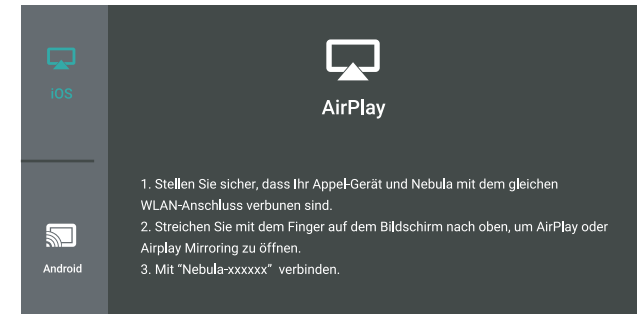 iOS
AirPlay
1. Stellen Sie sicher, dass Ihr Appel-Gerät und Nebula mit dem gleichen
WLAN-Anschluss verbunen sind.
2. Streichen Sie mit dem Finger auf dem Bildschirm nach oben, um AirPlay oder
Airplay Mirroring zu öffnen.
3. Mit “Nebula-xxxxxx” verbinden.
Android